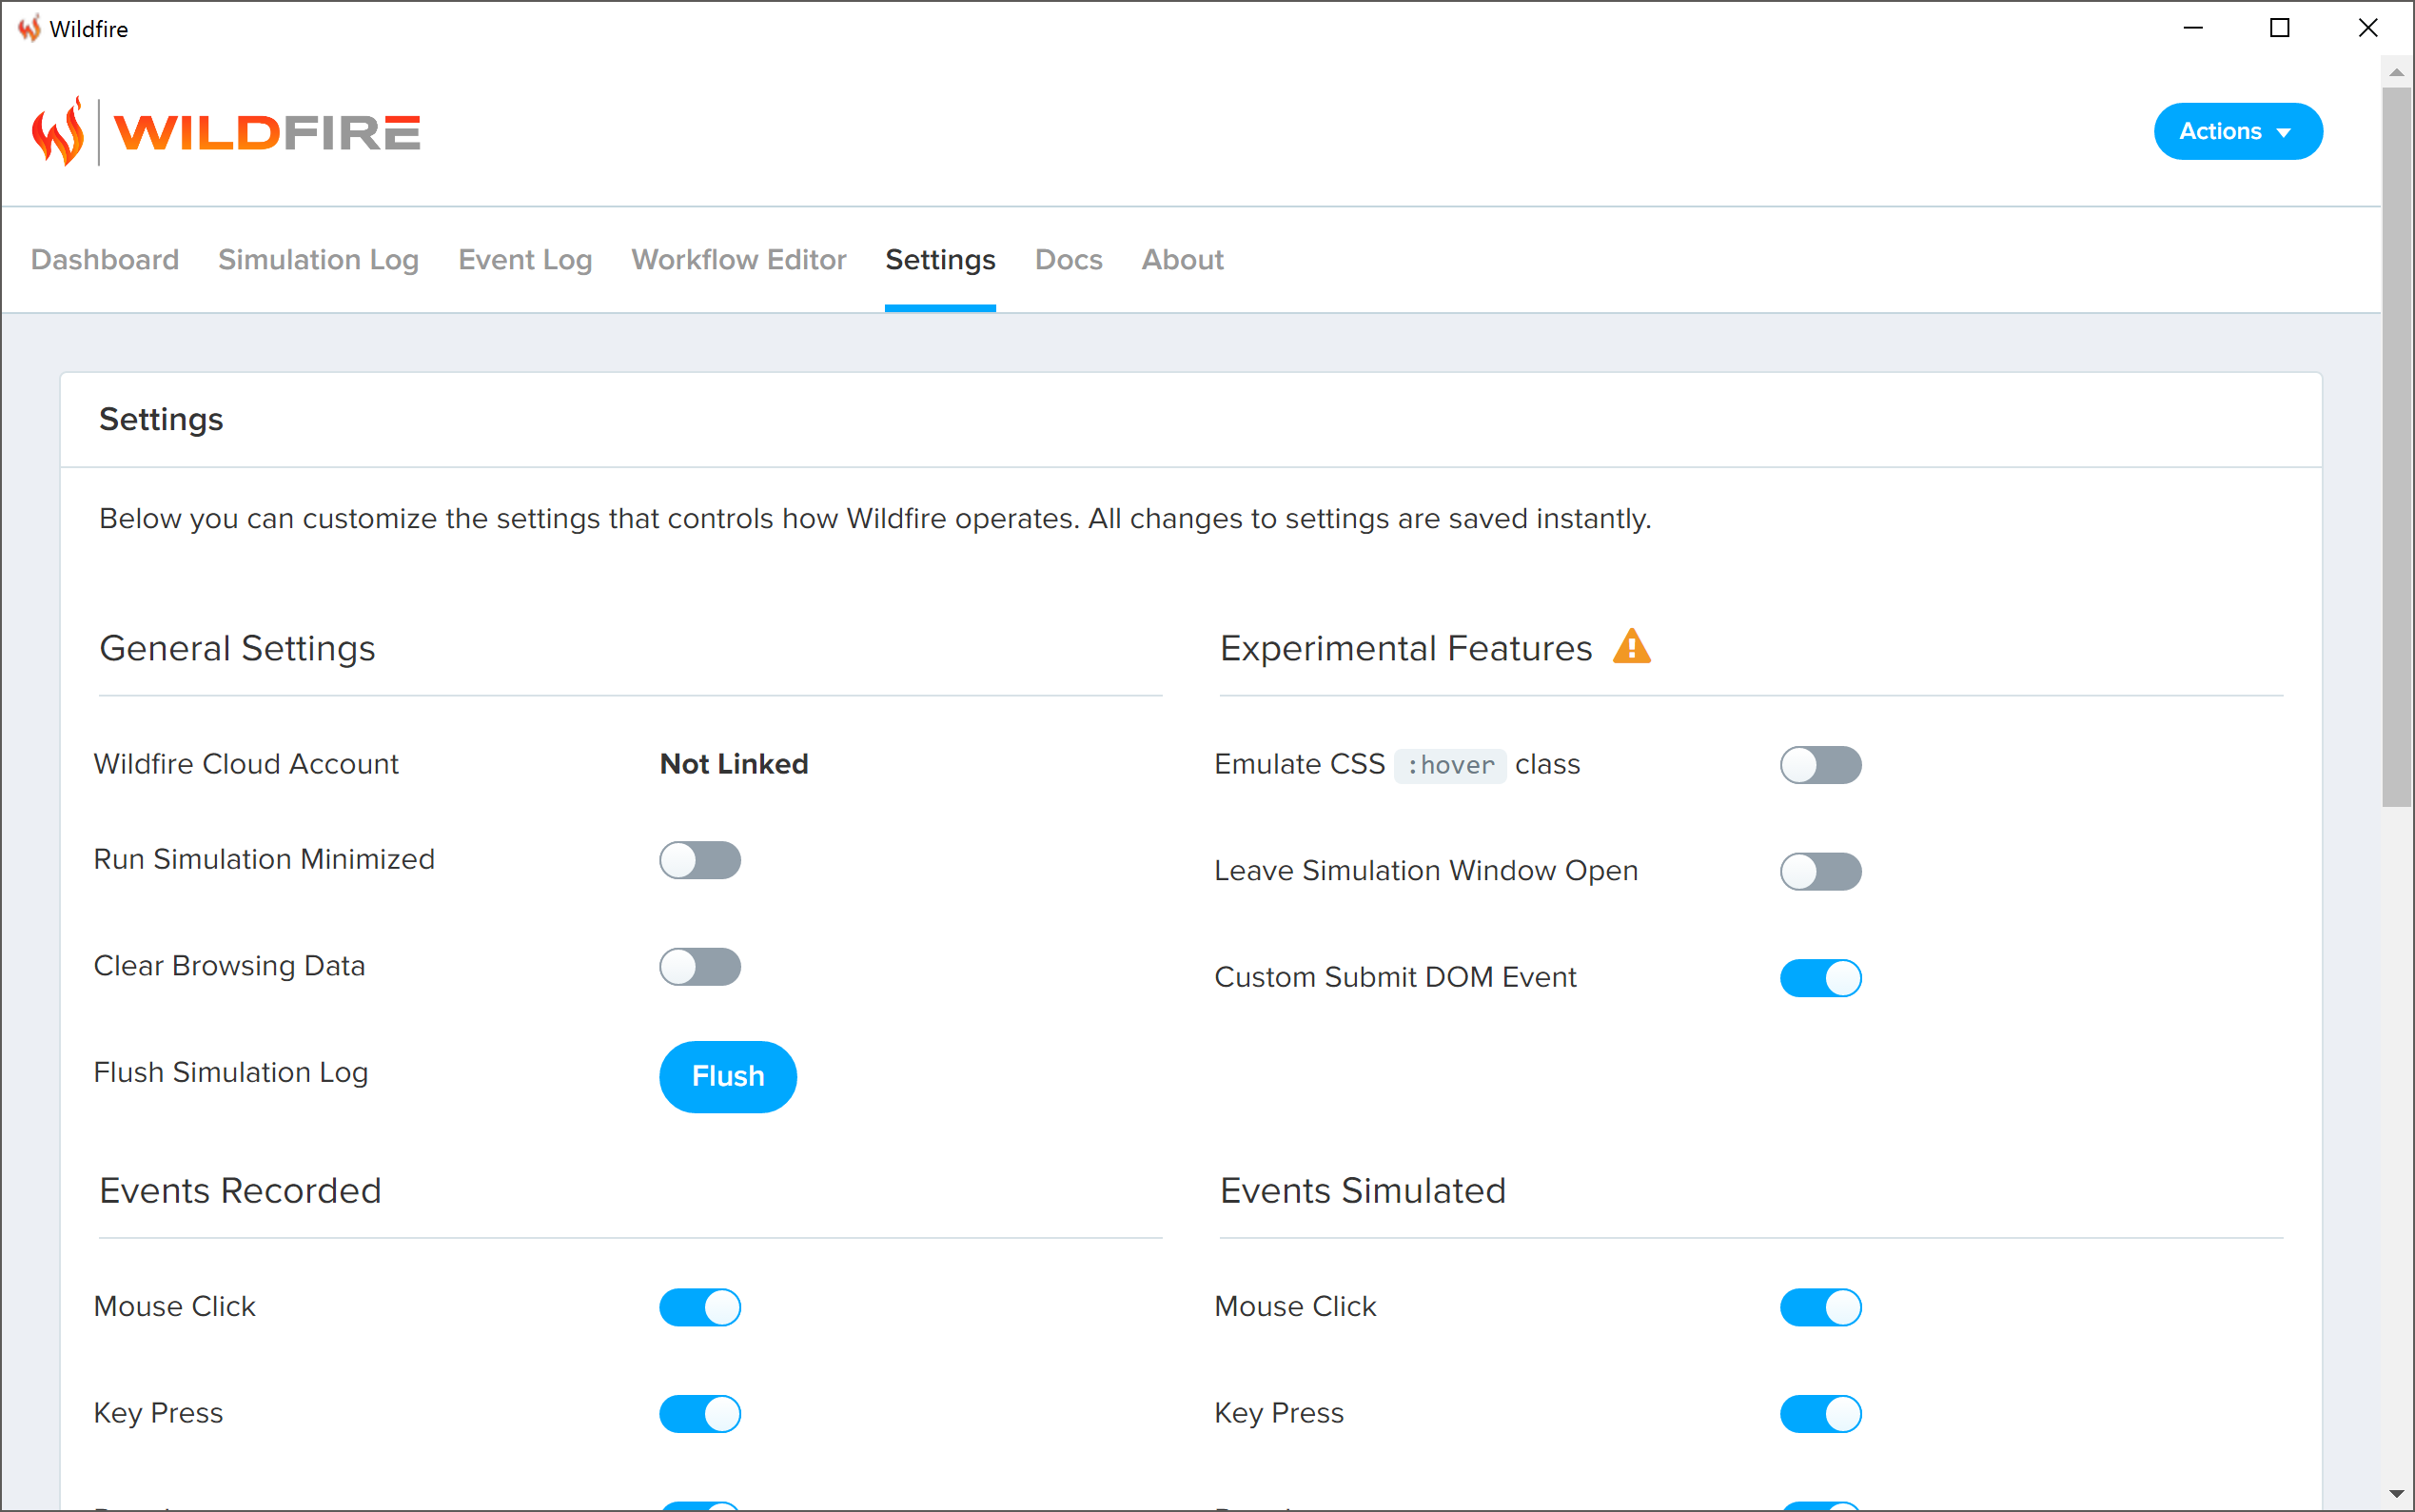 Wildfire
WILDFIRE
Actions
Dashboard Simulation Log Event Log Workflow Editor Settings Docs About
Settings
Below you can customize the settings that controls how Wildfire operates. All changes to settings are saved instantly.
General Settings
Wildfire Cloud Account Not Linked
Run Simulation Minimized
Clear Browsing Data
Flush Simulation Log Flush
Experimental Features
Emulate CSS :hover class
Leave Simulation Window Open
Custom Submit DOM Event
Events Recorded
Mouse Click
Key Press
Events Simulated
Mouse Click
Key Press